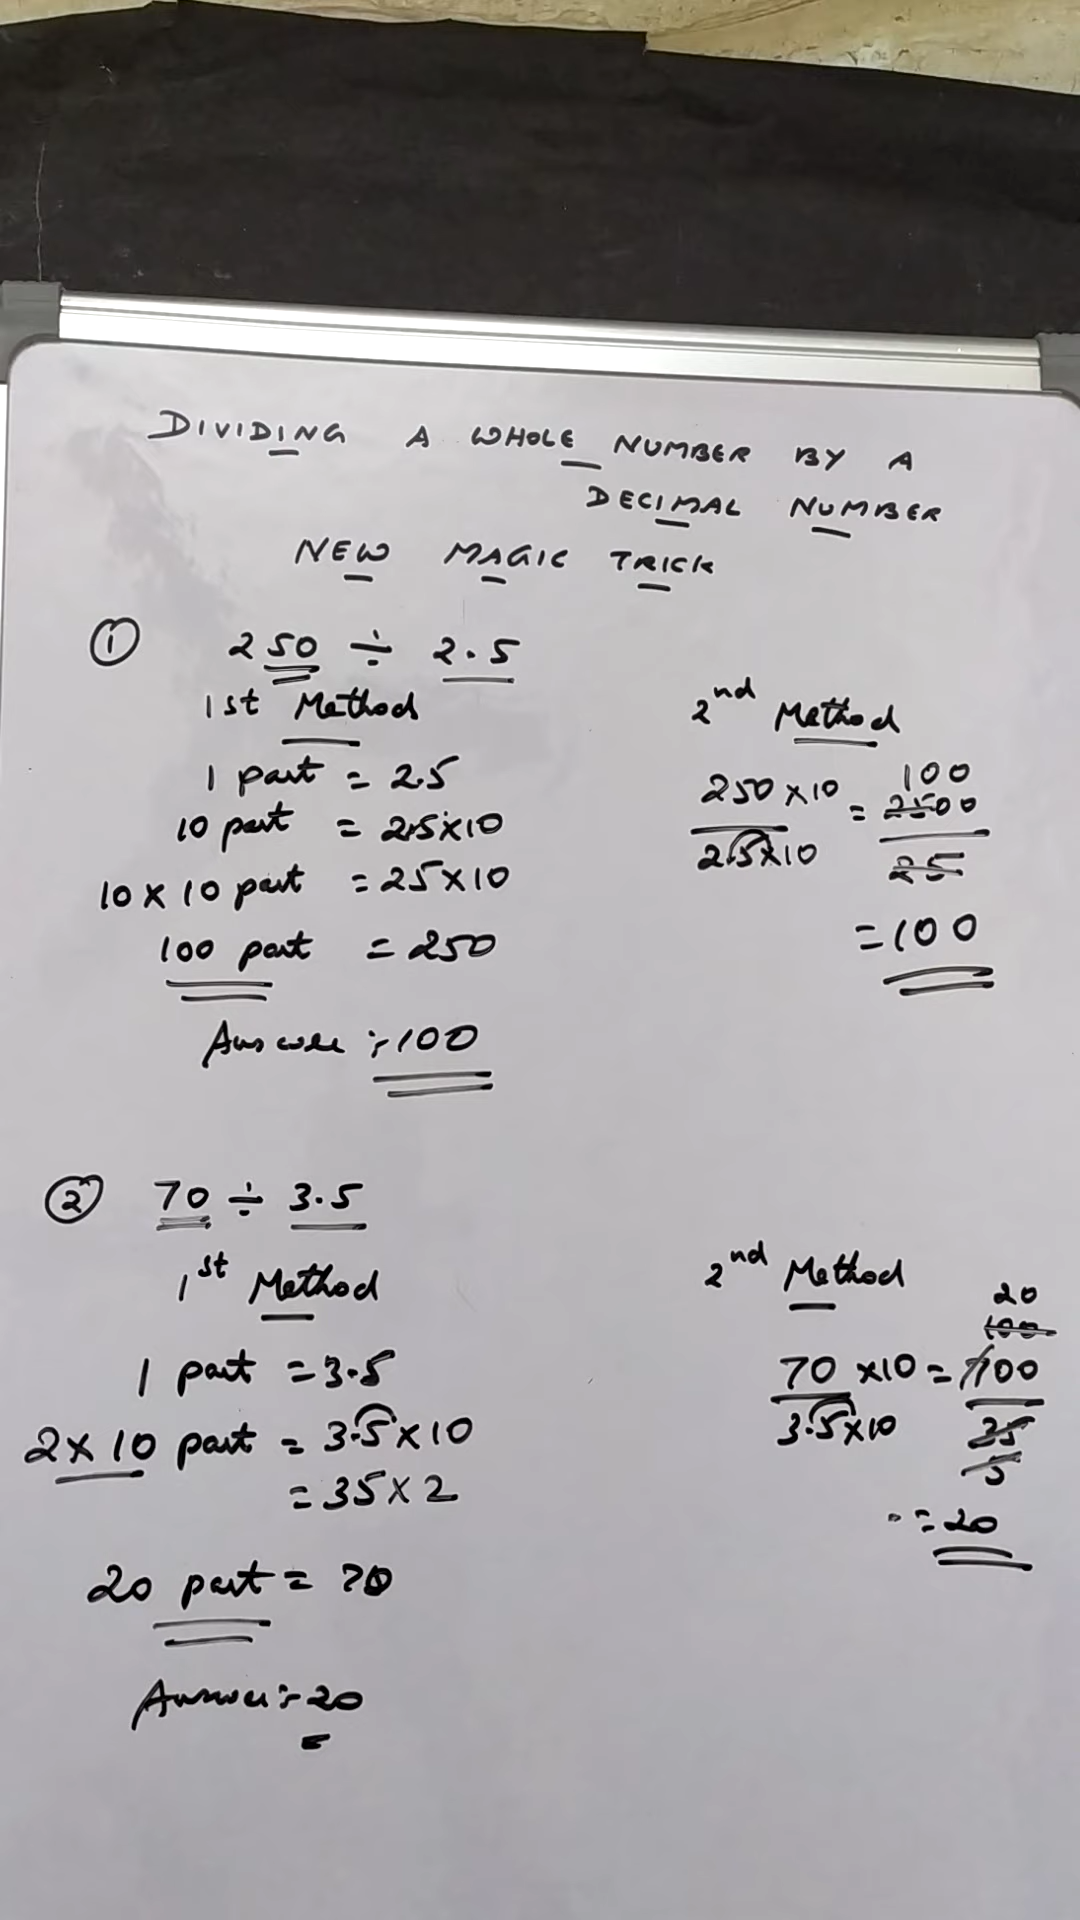 DIVIDING A WHOLE NUMBER BY A
DECIMAL NUMBER
NEW MAGIC TRICK
① 250 ÷ 2.5
1st Method
1 part = 2.5
10 part = 2.5×10
10 × 10 part = 25×10
100 part = 250
Answer :- 100
2nd Method
250×10 = 100
2500
2.5×10
25
= 100
② 70 ÷ 3.5
1st Method
1 part = 3.5
2×10 part = 3.5×10
= 35×2
20 part = 70
Answer :- 20
2nd Method
20
100
70 ×10 = 700
3.5×10
5
= 20